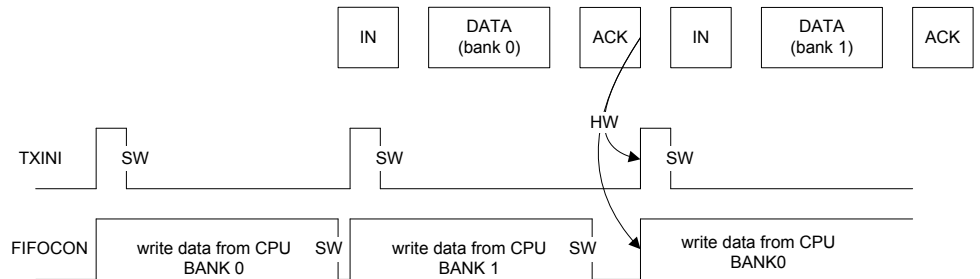 IN
DATA
(bank 0)
ACK
IN
DATA
(bank 1)
ACK
HW
TXINI
SW
SW
SW
FIFOCON
write data from CPU
BANK 0
SW
write data from CPU
BANK 1
SW
write data from CPU
BANK0